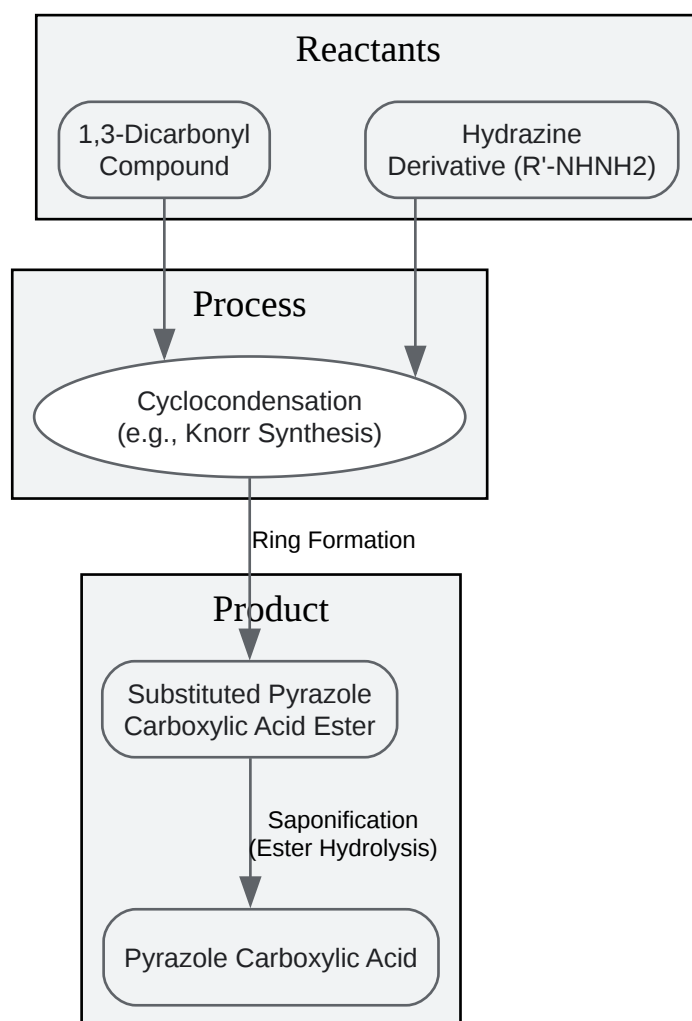 Reactants
1,3-Dicarbonyl
Compound
Hydrazine
Derivative (R'-NHNH2)
Process
Cyclocondensation
(e.g., Knorr Synthesis)
Ring Formation
Product
Substituted Pyrazole
Carboxylic Acid Ester
Saponification
(Ester Hydrolysis)
Pyrazole Carboxylic Acid